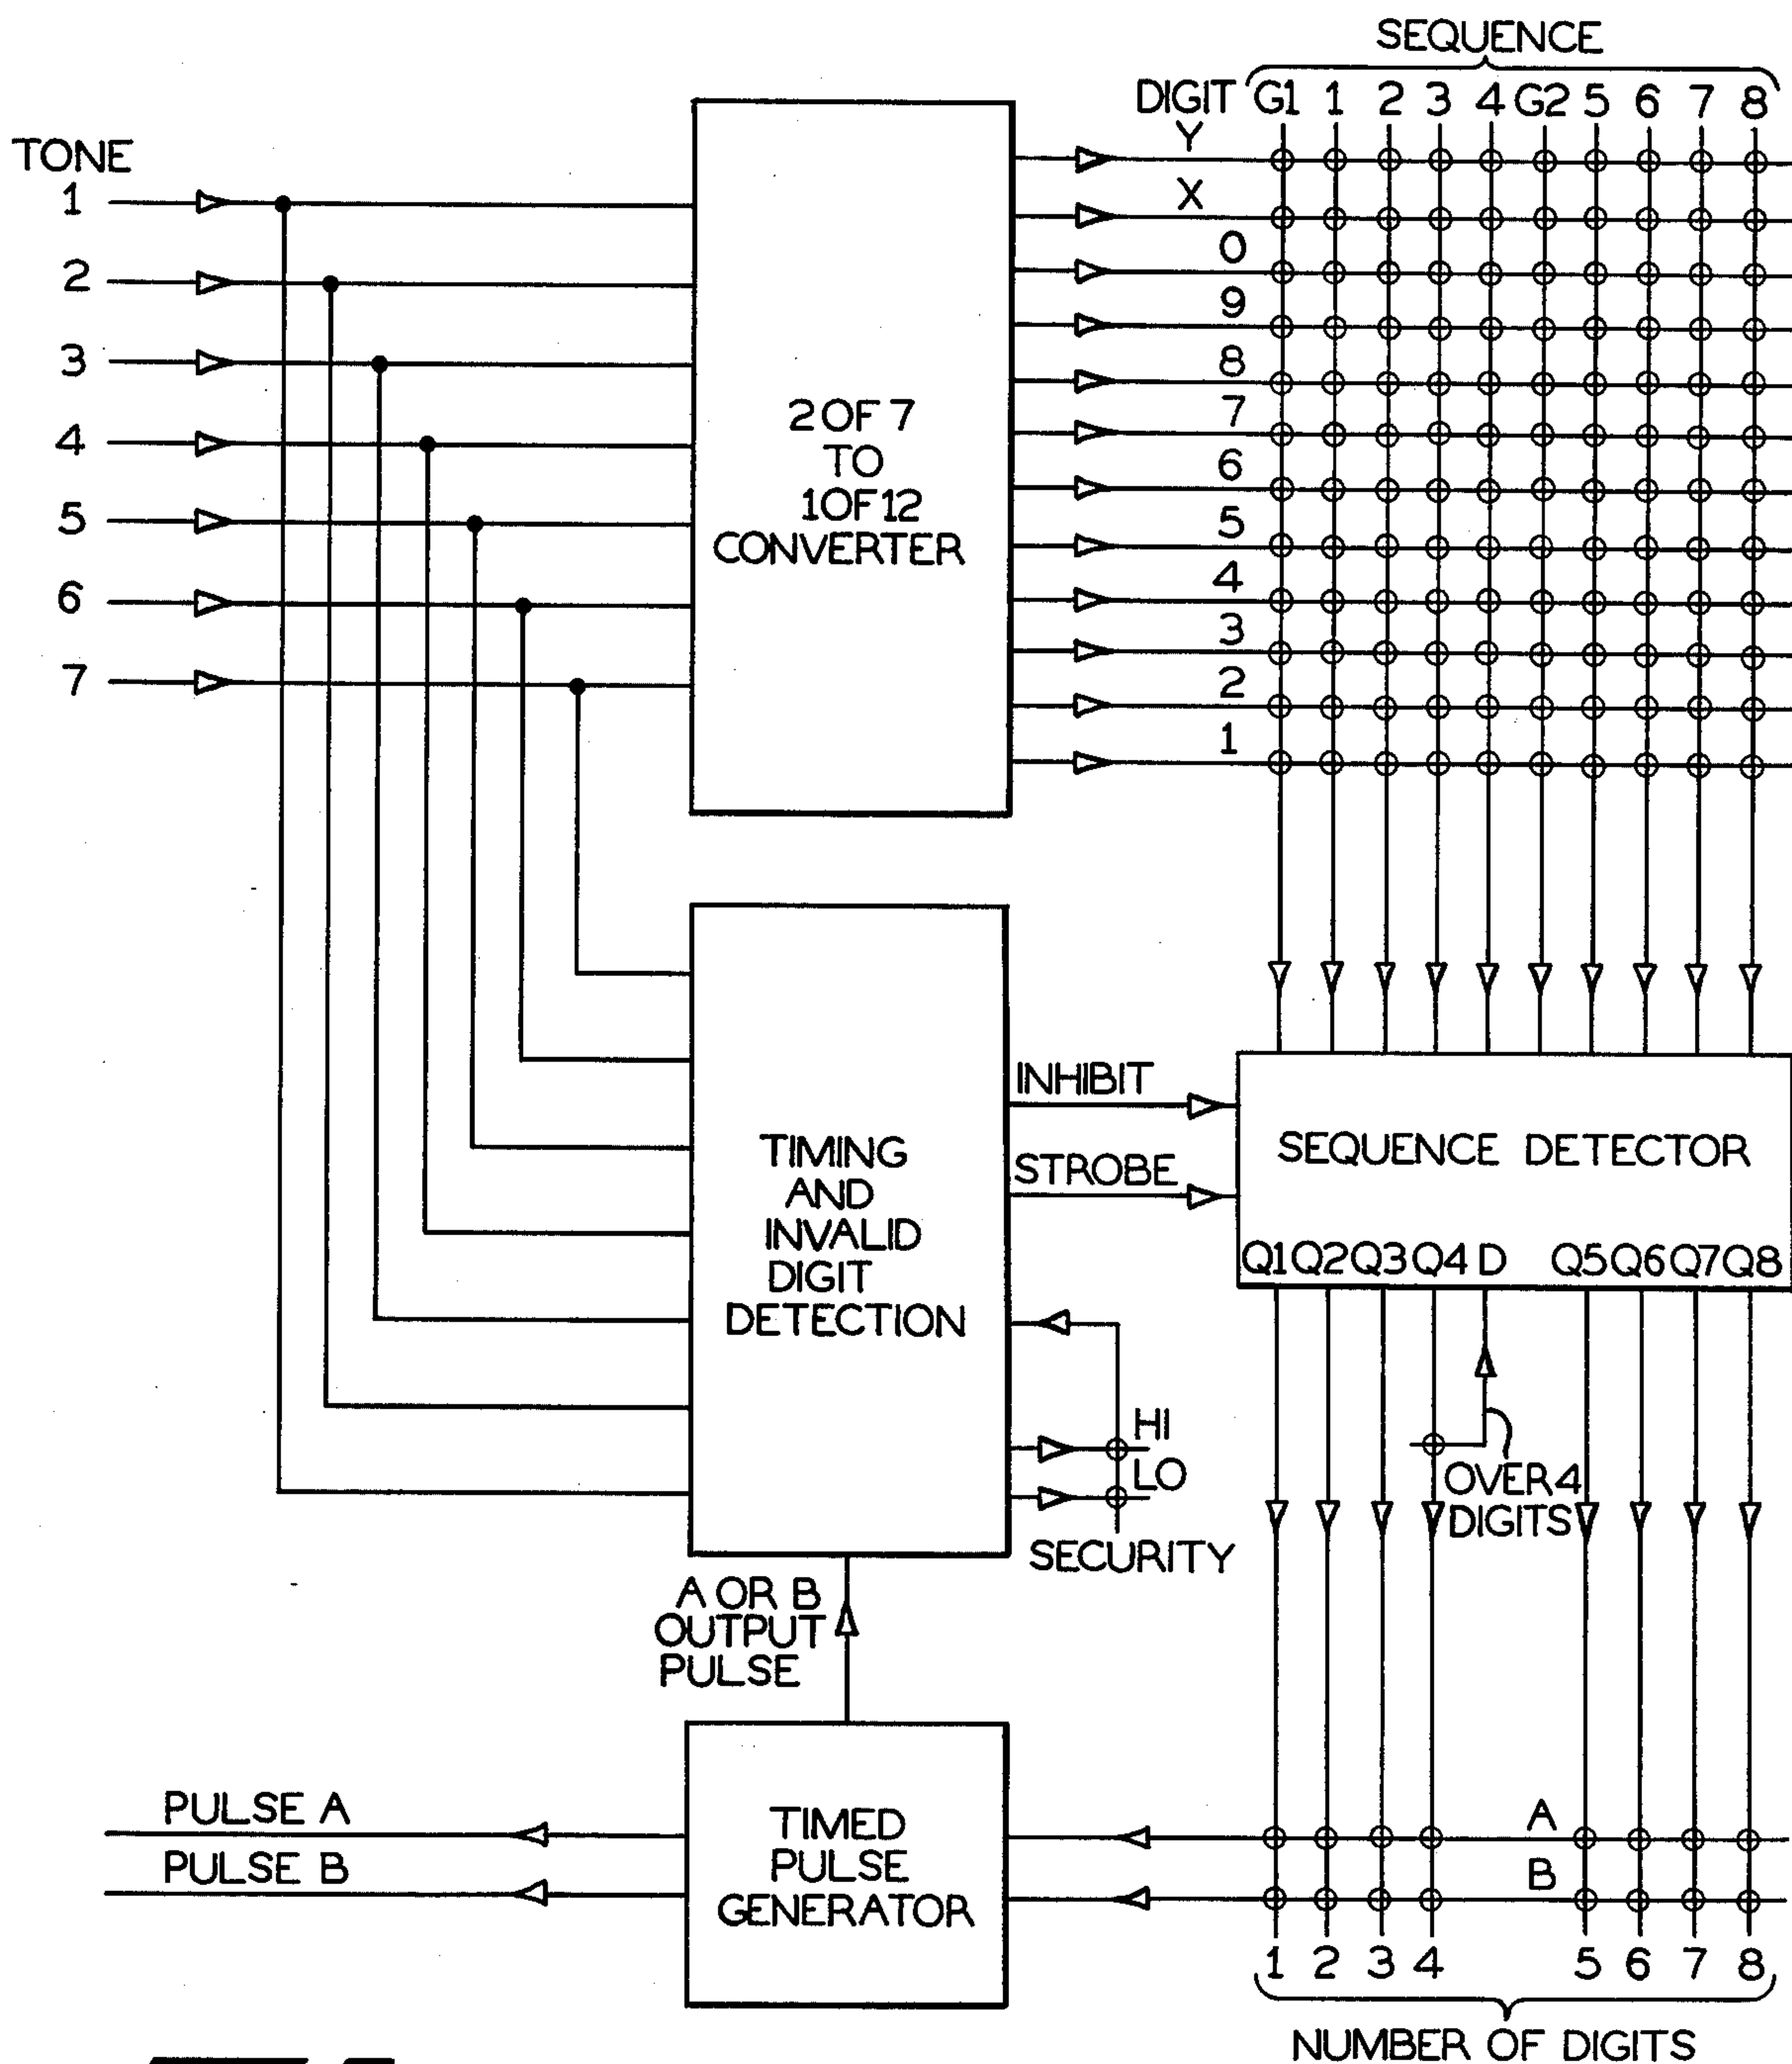 SEQUENCE
DIGIT G1 1 2 3 4 G2 5 6 7 8
TONE
1
2
3
4
5
6
7
2 OF 7
TO
1 OF 12
CONVERTER
Y
X
0
9
8
7
6
5
4
3
2
1
TIMING
AND
INVALID
DIGIT
DETECTION
INHIBIT
STROBE
SEQUENCE DETECTOR
Q1 Q2 Q3 Q4 D Q5 Q6 Q7 Q8
HI
LO
SECURITY
OVER 4
DIGITS
A OR B
OUTPUT
PULSE
PULSE A
PULSE B
TIMED
PULSE
GENERATOR
A
B
1 2 3 4 5 6 7 8
NUMBER OF DIGITS